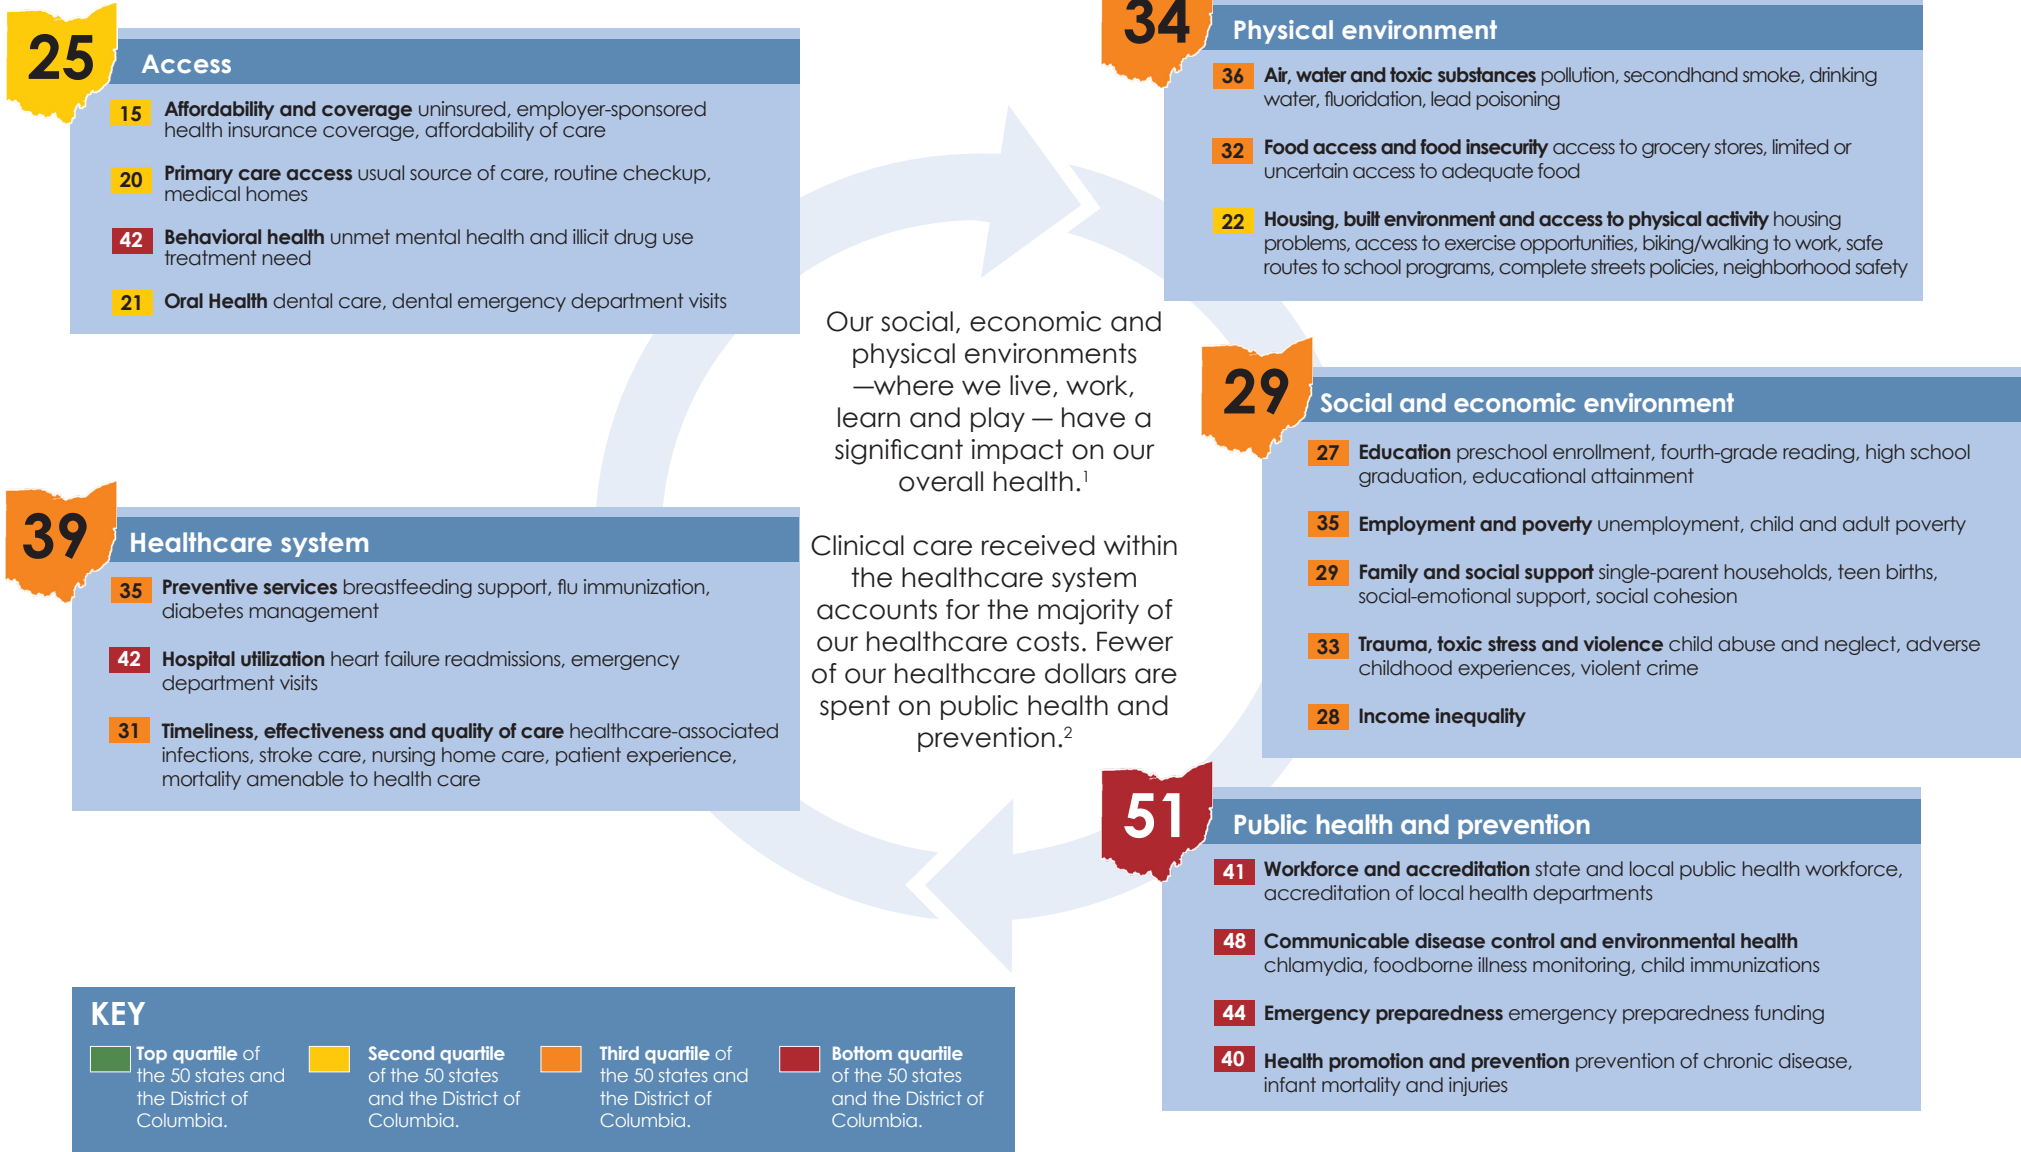 25
Access
15 Affordability and coverage uninsured, employer-sponsored
health insurance coverage, affordability of care
20 Primary care access usual source of care, routine checkup,
medical homes
42 Behavioral health unmet mental health and illicit drug use
treatment need
21 Oral Health dental care, dental emergency department visits
39
Healthcare system
35 Preventive services breastfeeding support, flu immunization,
diabetes management
42 Hospital utilization heart failure readmissions, emergency
department visits
31 Timeliness, effectiveness and quality of care healthcare-associated
infections, stroke care, nursing home care, patient experience,
mortality amenable to health care
Our social, economic and
physical environments
—where we live, work,
learn and play — have a
significant impact on our
overall health.1
Clinical care received within
the healthcare system
accounts for the majority of
our healthcare costs. Fewer
of our healthcare dollars are
spent on public health and
prevention.2
34
Physical environment
36 Air, water and toxic substances pollution, secondhand smoke, drinking
water, fluoridation, lead poisoning
32 Food access and food insecurity access to grocery stores, limited or
uncertain access to adequate food
22 Housing, built environment and access to physical activity housing
problems, access to exercise opportunities, biking/walking to work, safe
routes to school programs, complete streets policies, neighborhood safety
29
Social and economic environment
27 Education preschool enrollment, fourth-grade reading, high school
graduation, educational attainment
35 Employment and poverty unemployment, child and adult poverty
29 Family and social support single-parent households, teen births,
social-emotional support, social cohesion
33 Trauma, toxic stress and violence child abuse and neglect, adverse
childhood experiences, violent crime
28 Income inequality
51
Public health and prevention
41 Workforce and accreditation state and local public health workforce,
accreditation of local health departments
48 Communicable disease control and environmental health
chlamydia, foodborne illness monitoring, child immunizations
44 Emergency preparedness emergency preparedness funding
40 Health promotion and prevention prevention of chronic disease,
infant mortality and injuries
KEY
Top quartile of
the 50 states and
the District of
Columbia.
Second quartile
of the 50 states
and the District of
Columbia.
Third quartile of
the 50 states and
the District of
Columbia.
Bottom quartile
of the 50 states
and the District of
Columbia.